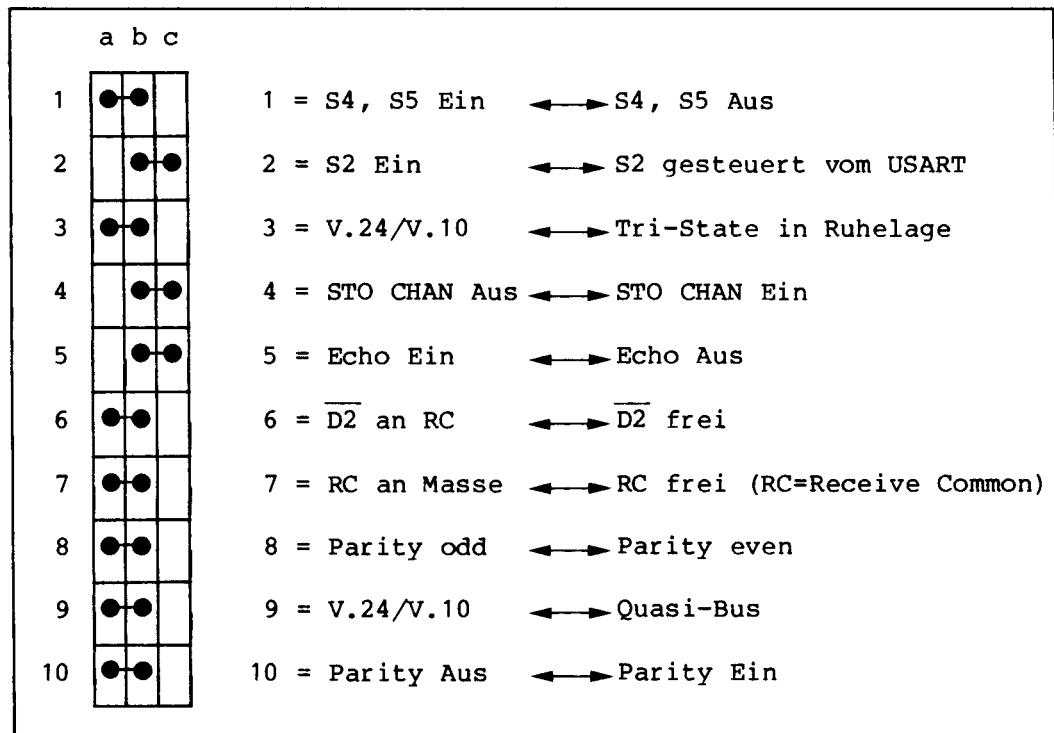 a b c
1 1 = S4, S5 Ein ◄─► S4, S5 Aus
2 2 = S2 Ein ◄─► S2 gesteuert vom USART
3 3 = V.24/V.10 ◄─► Tri-State in Ruhelage
4 4 = STO CHAN Aus ◄─► STO CHAN Ein
5 5 = Echo Ein ◄─► Echo Aus
6 6 = D̅2̅ an RC ◄─► D̅2̅ frei
7 7 = RC an Masse ◄─► RC frei (RC=Receive Common)
8 8 = Parity odd ◄─► Parity even
9 9 = V.24/V.10 ◄─► Quasi-Bus
10 10 = Parity Aus ◄─► Parity Ein